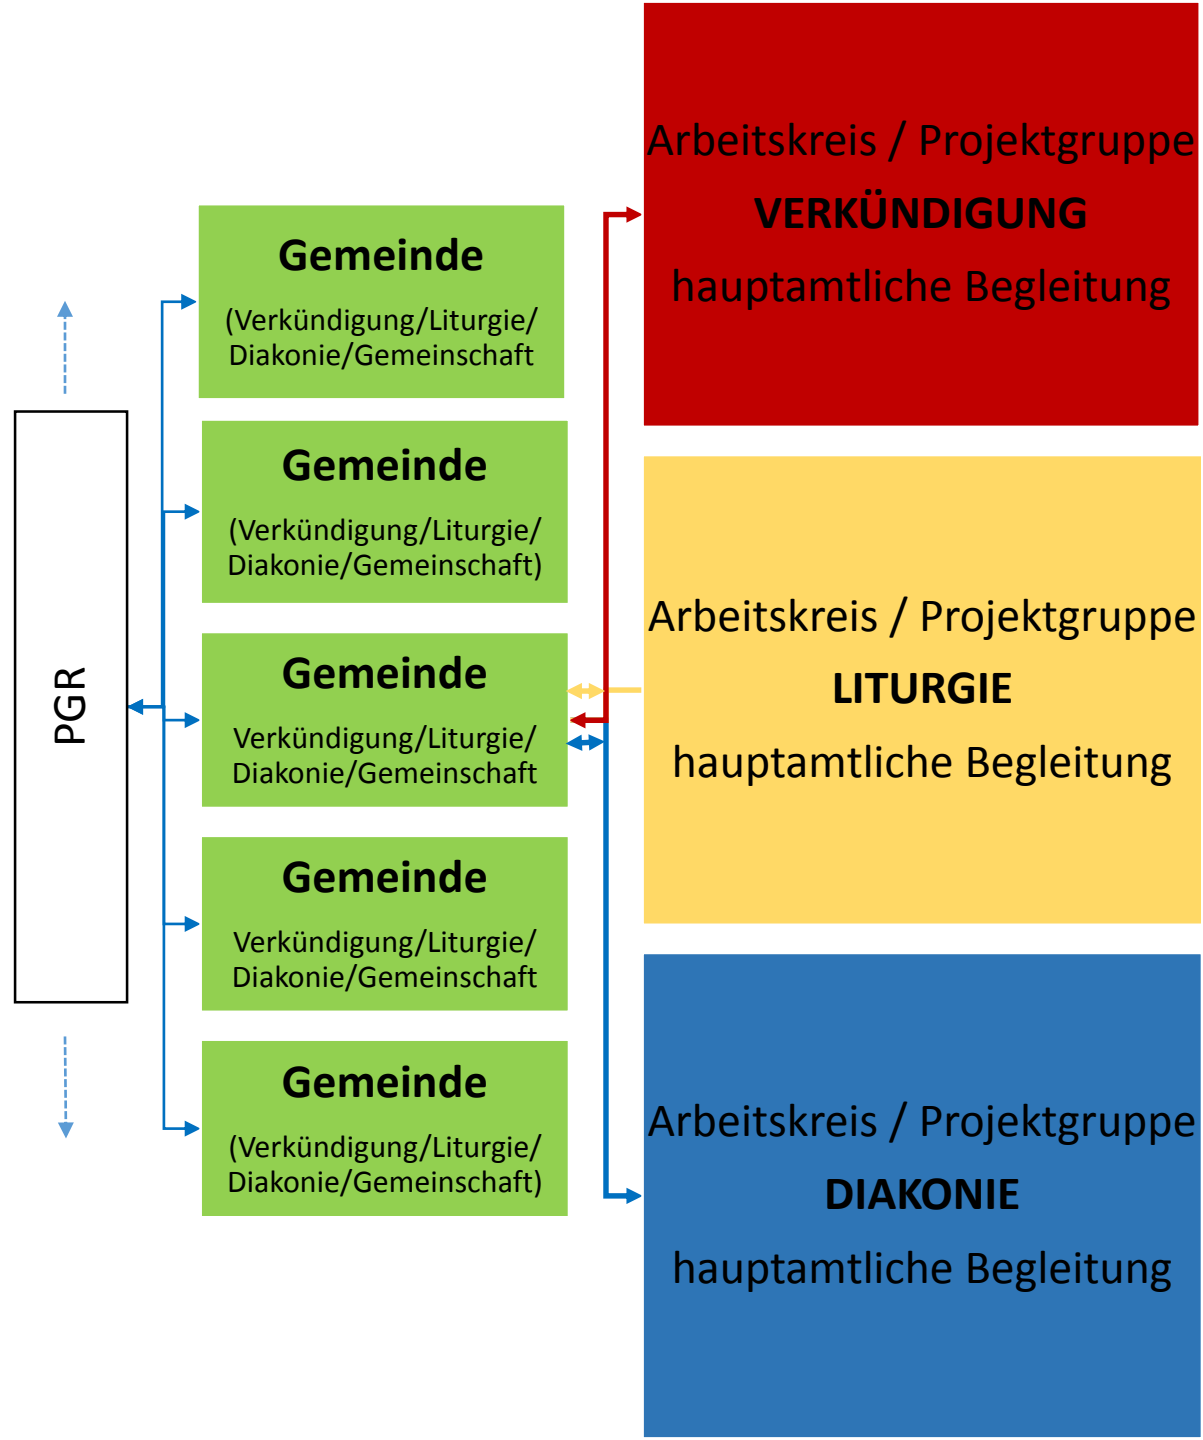 PGR
Gemeinde
(Verkündigung/Liturgie/
Diakonie/Gemeinschaft
Gemeinde
(Verkündigung/Liturgie/
Diakonie/Gemeinschaft)
Gemeinde
Verkündigung/Liturgie/
Diakonie/Gemeinschaft
Gemeinde
Verkündigung/Liturgie/
Diakonie/Gemeinschaft
Gemeinde
(Verkündigung/Liturgie/
Diakonie/Gemeinschaft)
Arbeitskreis / Projektgruppe
VERKÜNDIGUNG
hauptamtliche Begleitung
Arbeitskreis / Projektgruppe
LITURGIE
hauptamtliche Begleitung
Arbeitskreis / Projektgruppe
DIAKONIE
hauptamtliche Begleitung